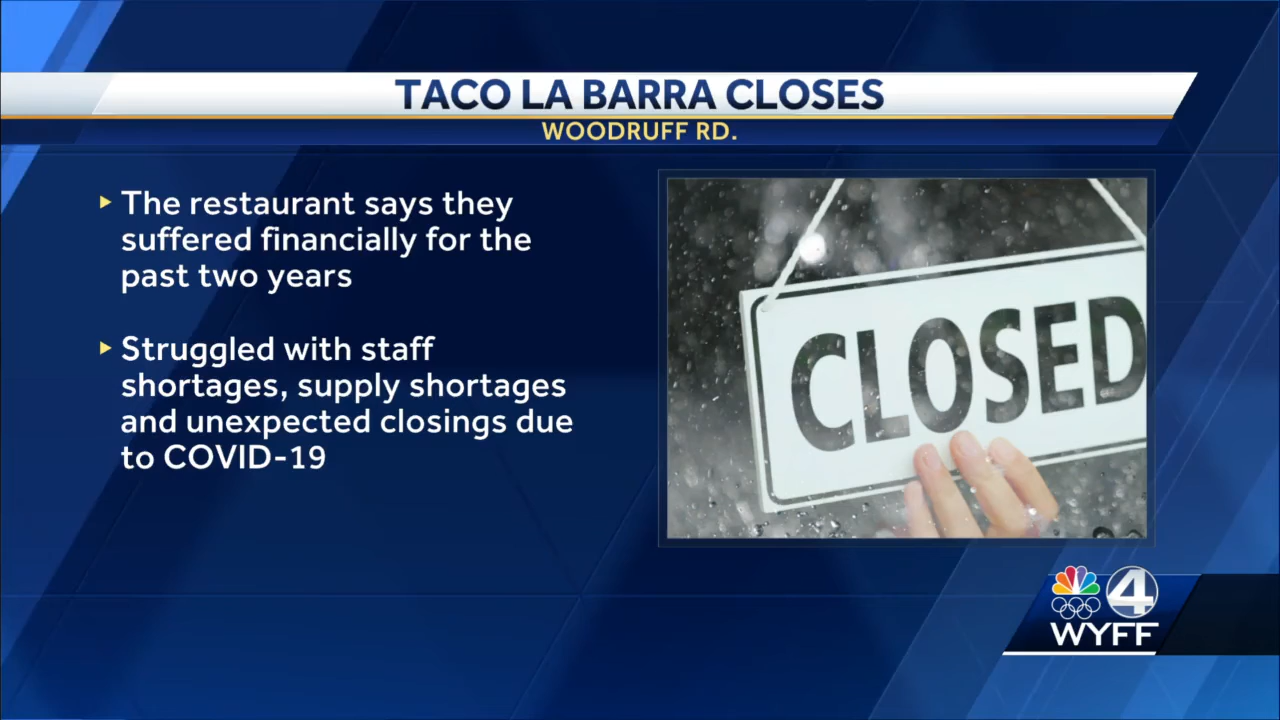 TACO LA BARRA CLOSES
WOODRUFF RD.
▸ The restaurant says they
suffered financially for the
past two years
▸ Struggled with staff
shortages, supply shortages
and unexpected closings due
to COVID-19
CLOSED
4
WYFF